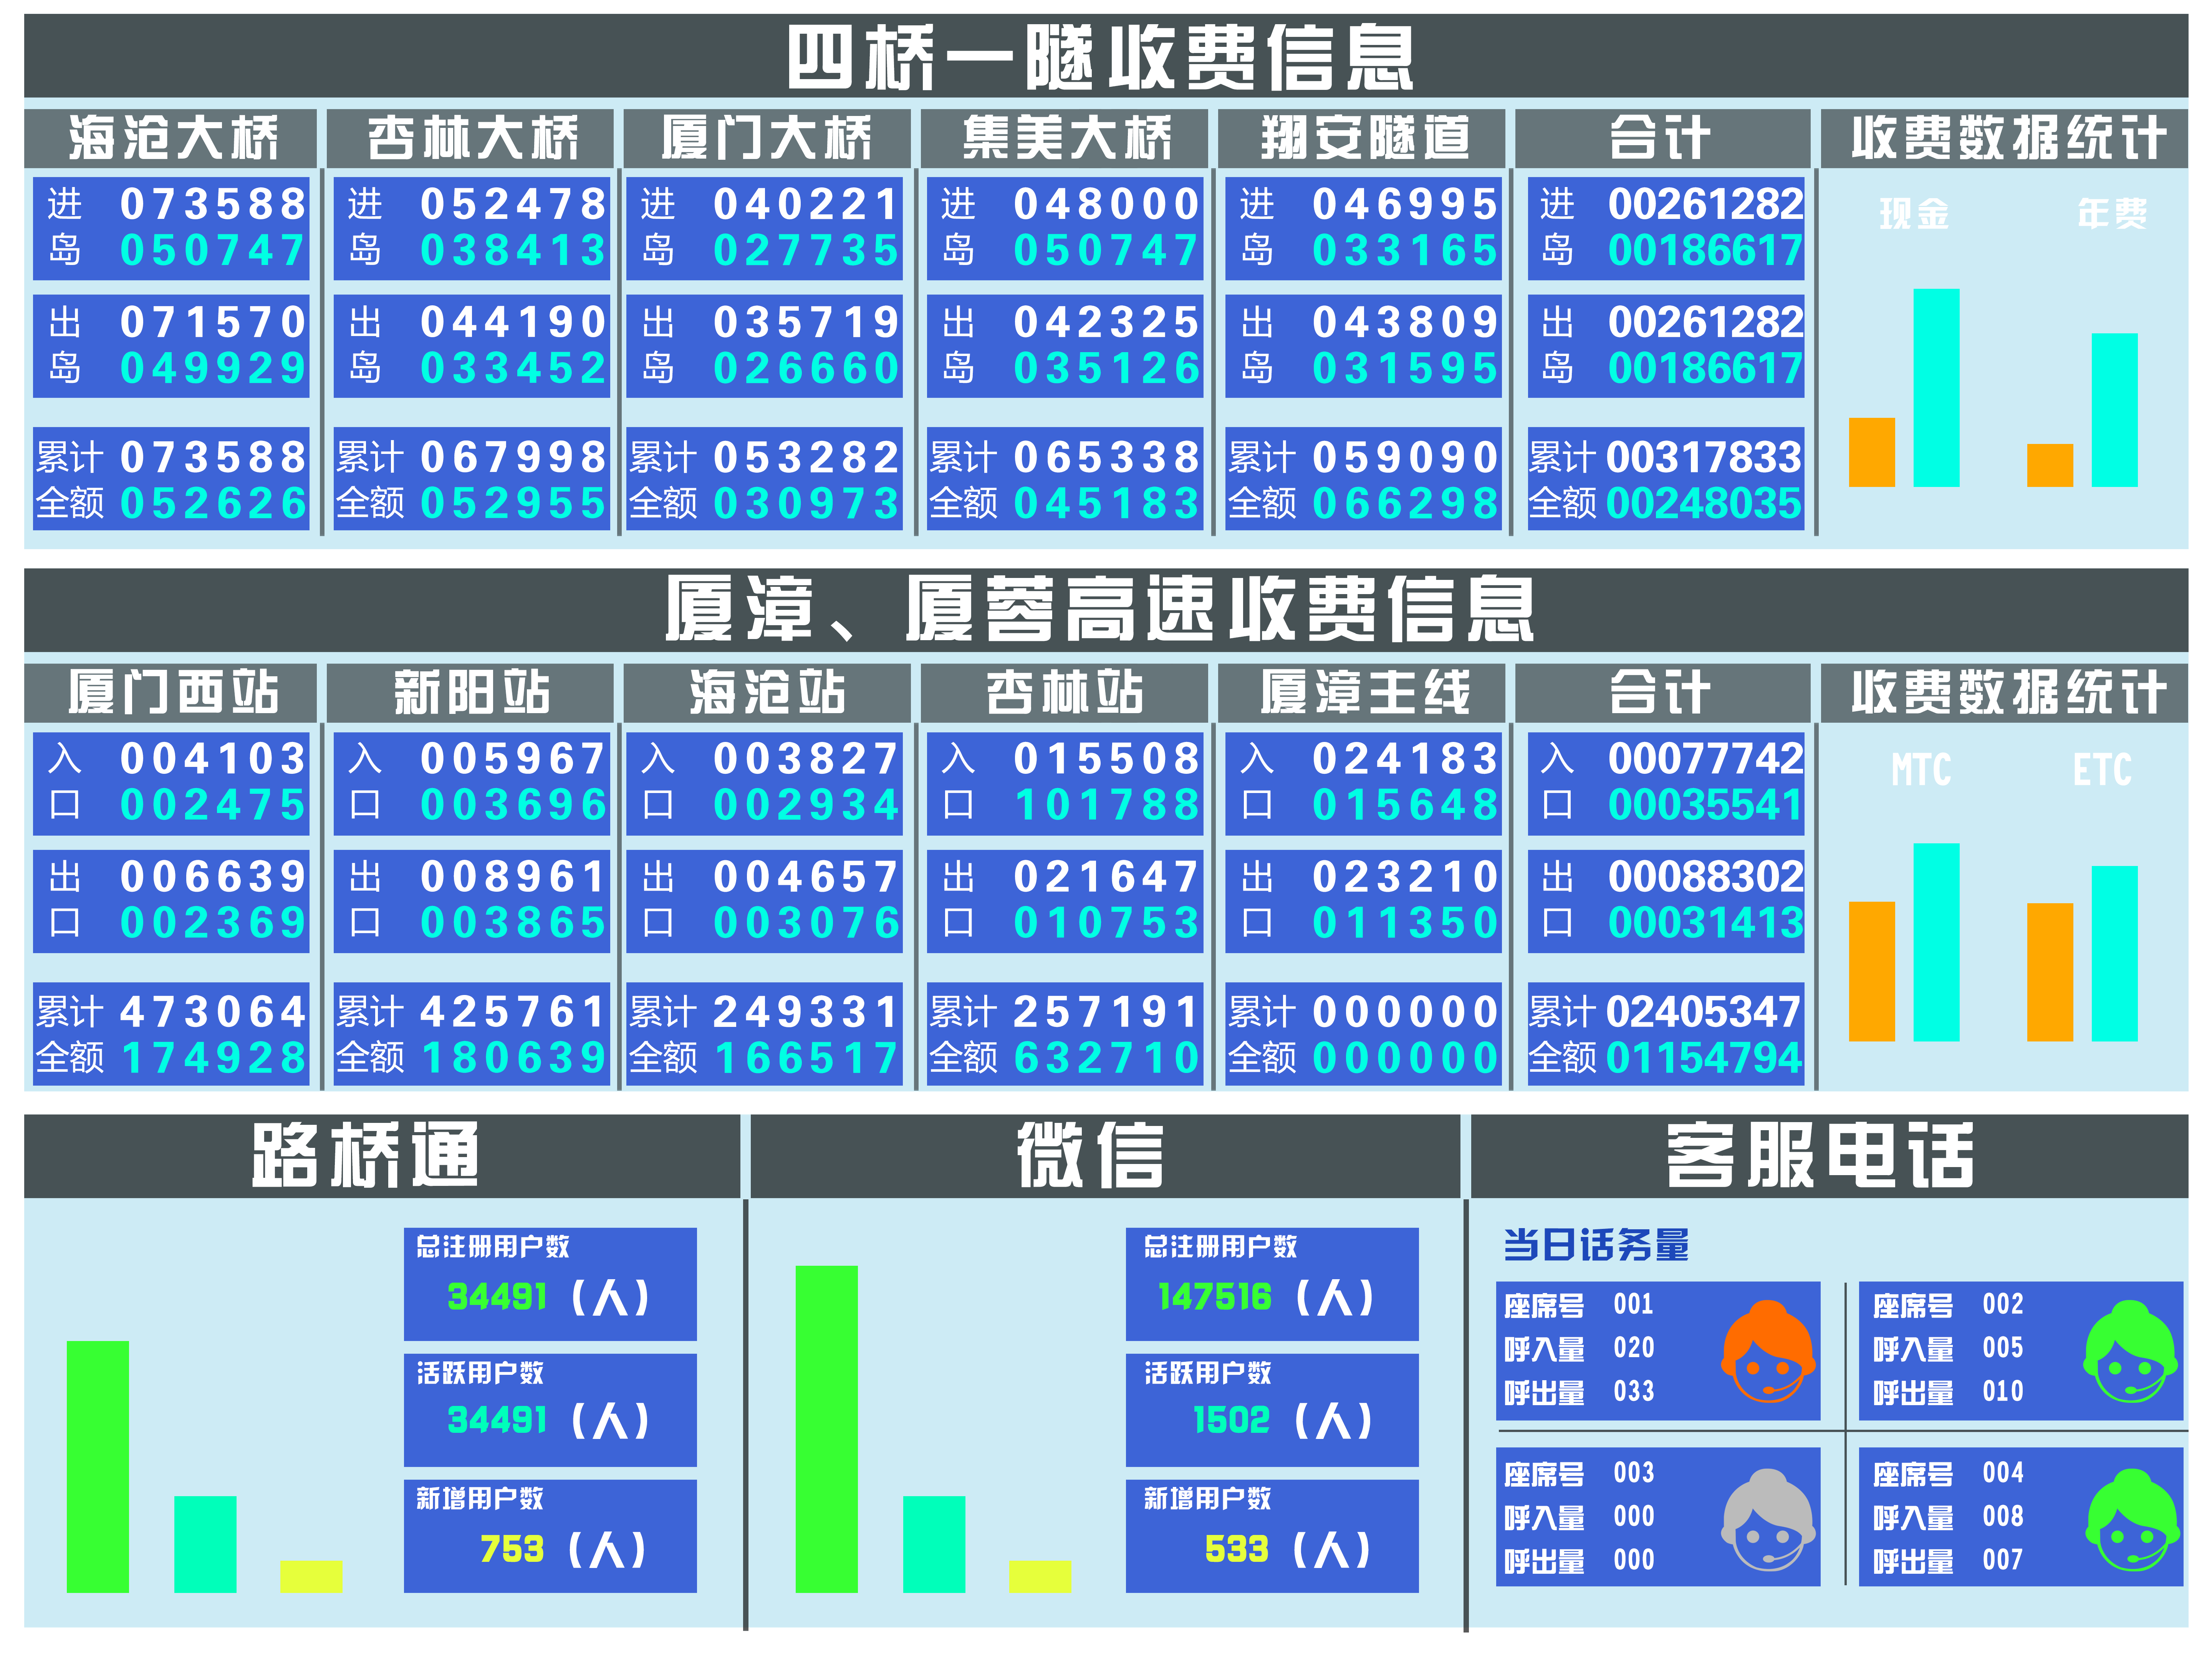 四桥一隧收费信息
海沧大桥 杏林大桥 厦门大桥 集美大桥 翔安隧道 合计 收费数据统计
进 073588 进 052478 进 040221 进 048000 进 046995 进 00261282 现金 年费
岛 050747 岛 038413 岛 027735 岛 050747 岛 033165 岛 00186617
出 071570 出 044190 出 035719 出 042325 出 043809 出 00261282
岛 049929 岛 033452 岛 026660 岛 035126 岛 031595 岛 00186617
累计 073588 累计 067998 累计 053282 累计 065338 累计 059090 累计 00317833
全额 052626 全额 052955 全额 030973 全额 045183 全额 066298 全额 00248035
厦漳、厦蓉高速收费信息
厦门西站 新阳站 海沧站 杏林站 厦漳主线 合计 收费数据统计
入 004103 入 005967 入 003827 入 015508 入 024183 入 00077742 MTC ETC
口 002475 口 003696 口 002934 口 101788 口 015648 口 00035541
出 006639 出 008961 出 004657 出 021647 出 023210 出 00088302
口 002369 口 003865 口 003076 口 010753 口 011350 口 00031413
累计 473064 累计 425761 累计 249331 累计 257191 累计 000000 累计 02405347
全额 174928 全额 180639 全额 166517 全额 632710 全额 000000 全额 01154794
路桥通
总注册用户数
34491 (人)
活跃用户数
34491 (人)
新增用户数
753 (人)
微信
总注册用户数
147516 (人)
活跃用户数
1502 (人)
新增用户数
533 (人)
客服电话
当日话务量
座席号 001
呼入量 020
呼出量 033
座席号 002
呼入量 005
呼出量 010
座席号 003
呼入量 000
呼出量 000
座席号 004
呼入量 008
呼出量 007